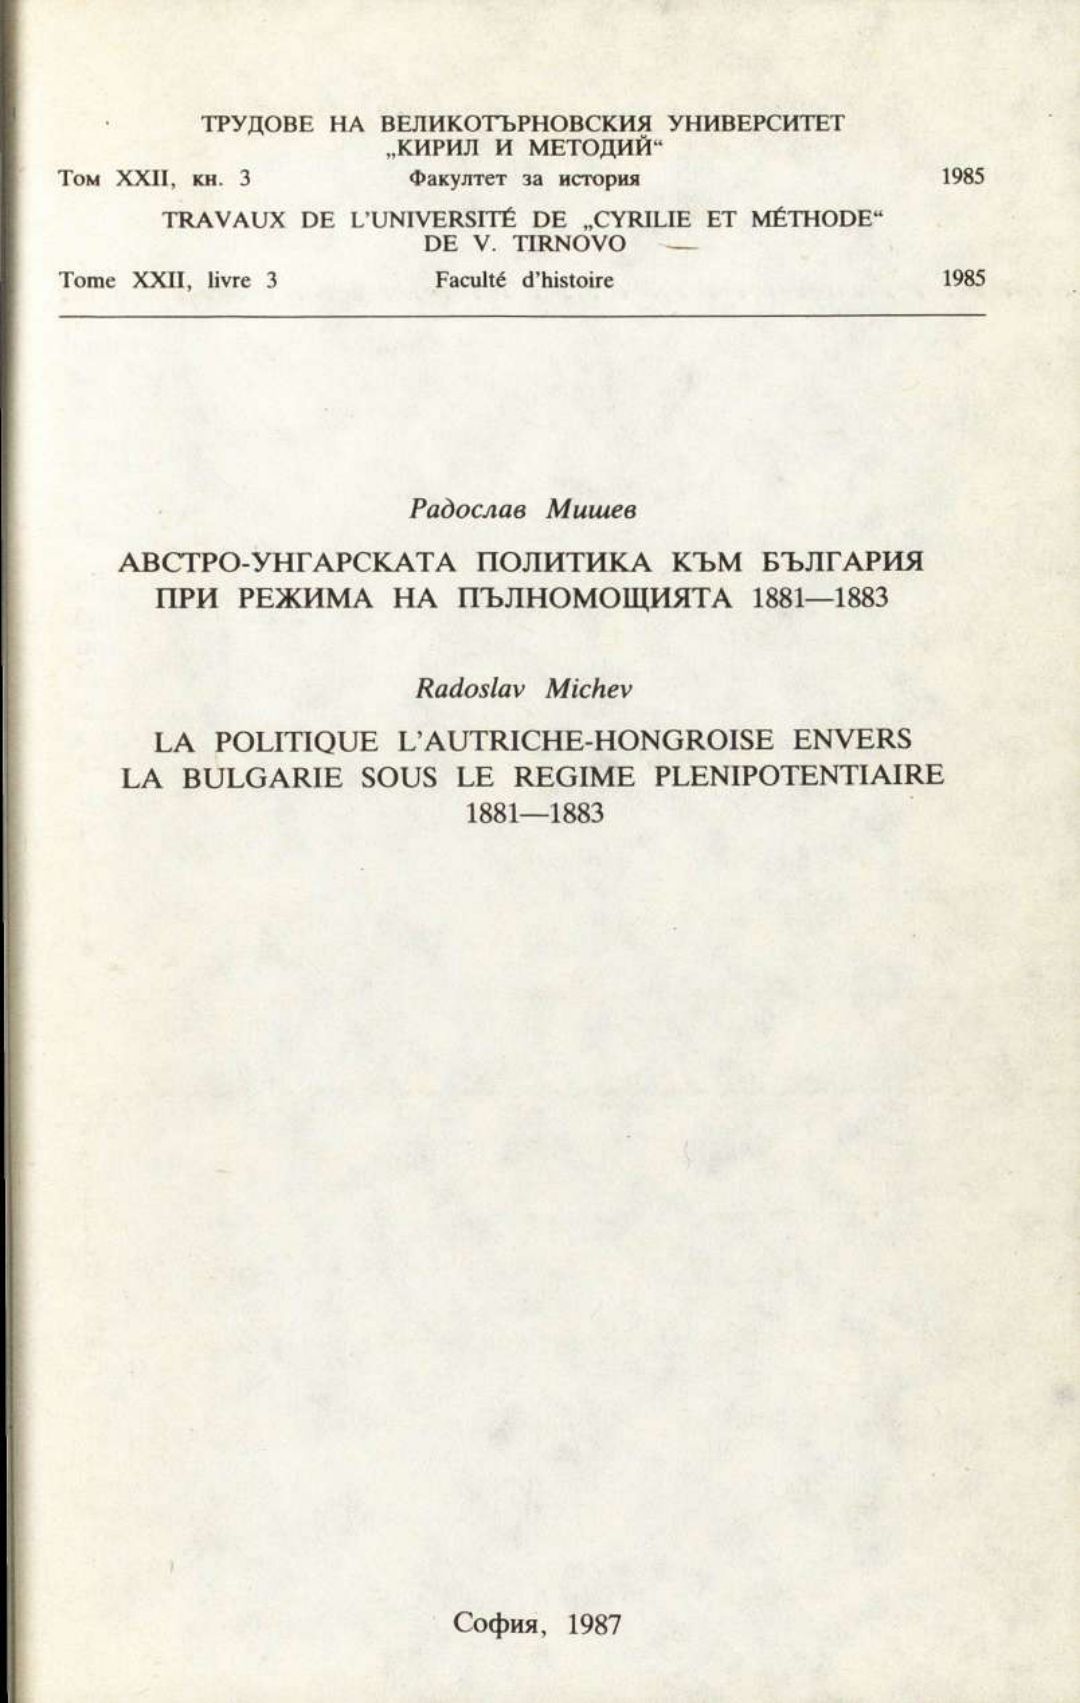 ТРУДОВЕ НА ВЕЛИКОТЪРНОВСКИЯ УНИВЕРСИТЕТ
„КИРИЛ И МЕТОДИЙ“
Том XXII, кн. 3 Факултет за история 1985
TRAVAUX DE L'UNIVERSITÉ DE „CYRILIE ET MÉTHODE“
DE V. TIRNOVO
Tome XXII, livre 3 Faculté d'histoire 1985
Радослав Мишев
АВСТРО-УНГАРСКАТА ПОЛИТИКА КЪМ БЪЛГАРИЯ
ПРИ РЕЖИМА НА ПЪЛНОМОЩИЯТА 1881—1883
Radoslav Michev
LA POLITIQUE L'AUTRICHE-HONGROISE ENVERS
LA BULGARIE SOUS LE REGIME PLENIPOTENTIAIRE
1881—1883
София, 1987